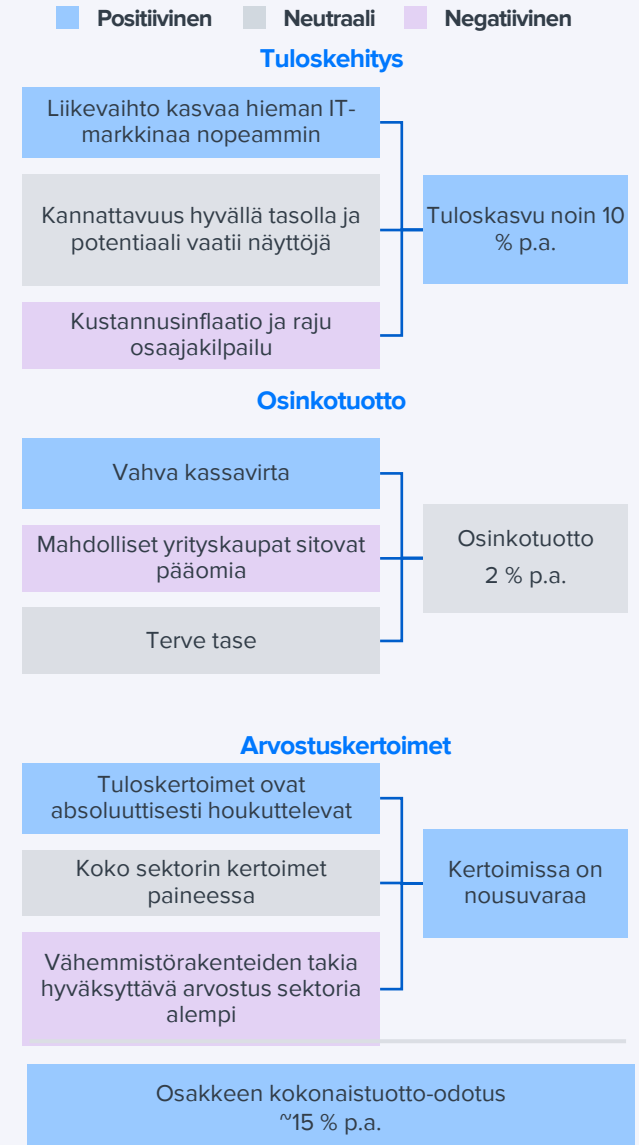 Positiivinen Neutraali Negatiivinen
Tuloskehitys
Liikevaihto kasvaa hieman IT-
markkinaa nopeammin
Kannattavuus hyvällä tasolla ja
potentiaali vaatii näyttöjä
Kustannusinflaatio ja raju
osaajakilpailu
Tuloskasvu noin 10
% p.a.
Osinkotuotto
Vahva kassavirta
Mahdolliset yrityskaupat sitovat
pääomia
Terve tase
Osinkotuotto
2 % p.a.
Arvostuskertoimet
Tuloskertoimet ovat
absoluuttisesti houkuttelevat
Koko sektorin kertoimet
paineessa
Vähemmistörakenteiden takia
hyväksyttävä arvostus sektoria
alempi
Kertoimissa on
nousuvaraa
Osakkeen kokonaistuotto-odotus
~15 % p.a.